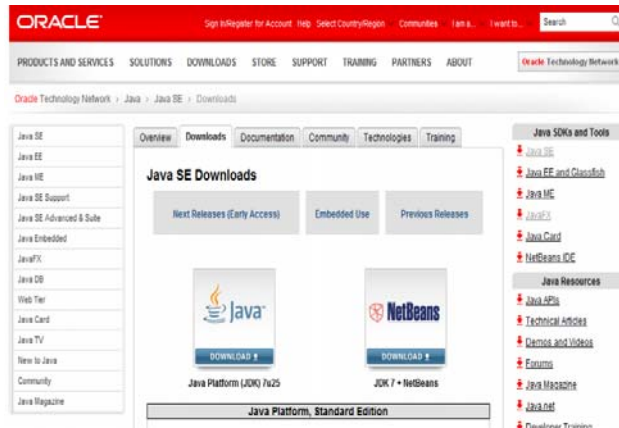 ORACLE
Sign In/Register for Account Help Select Country/Region Communities I am a... I want to... Search
PRODUCTS AND SERVICES SOLUTIONS DOWNLOADS STORE SUPPORT TRAINING PARTNERS ABOUT Oracle Technology Network
Oracle Technology Network > Java > Java SE > Downloads
Java SE
Java EE
Java ME
Java SE Support
Java SE Advanced & Suite
Java Embedded
JavaFX
Java DB
Web Tier
Java Card
Java TV
New to Java
Community
Java Magazine
Overview Downloads Documentation Community Technologies Training
Java SE Downloads
Next Releases (Early Access) Embedded Use Previous Releases
Java
DOWNLOAD
Java Platform (JDK) 7u25
NetBeans
DOWNLOAD
JDK 7 + NetBeans
Java Platform, Standard Edition
Java SDKs and Tools
Java SE
Java EE and Glassfish
Java ME
JavaFX
Java Card
NetBeans IDE
Java Resources
Java APIs
Technical Articles
Demos and Videos
Forums
Java Magazine
Java.net
Developer Training